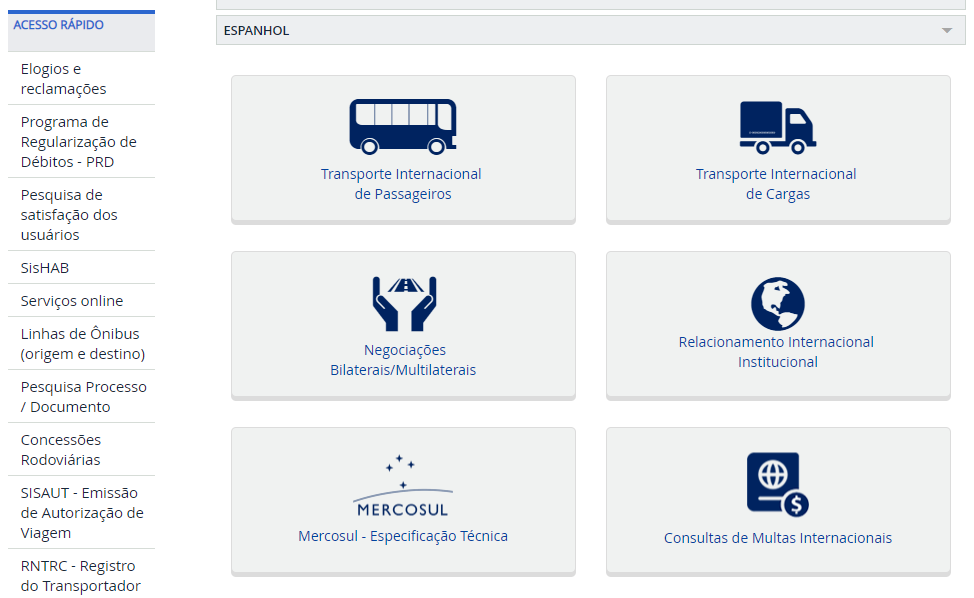 ACESSO RÁPIDO
Elogios e
reclamações
Programa de
Regularização de
Débitos - PRD
Pesquisa de
satisfação dos
usuários
SisHAB
Serviços online
Linhas de Ônibus
(origem e destino)
Pesquisa Processo
/ Documento
Concessões
Rodoviárias
SISAUT - Emissão
de Autorização de
Viagem
RNTRC - Registro
do Transportador
ESPANHOL
Transporte Internacional
de Passageiros
Transporte Internacional
de Cargas
Negociações
Bilaterais/Multilaterais
Relacionamento Internacional
Institucional
MERCOSUL
Mercosul - Especificação Técnica
$
Consultas de Multas Internacionais